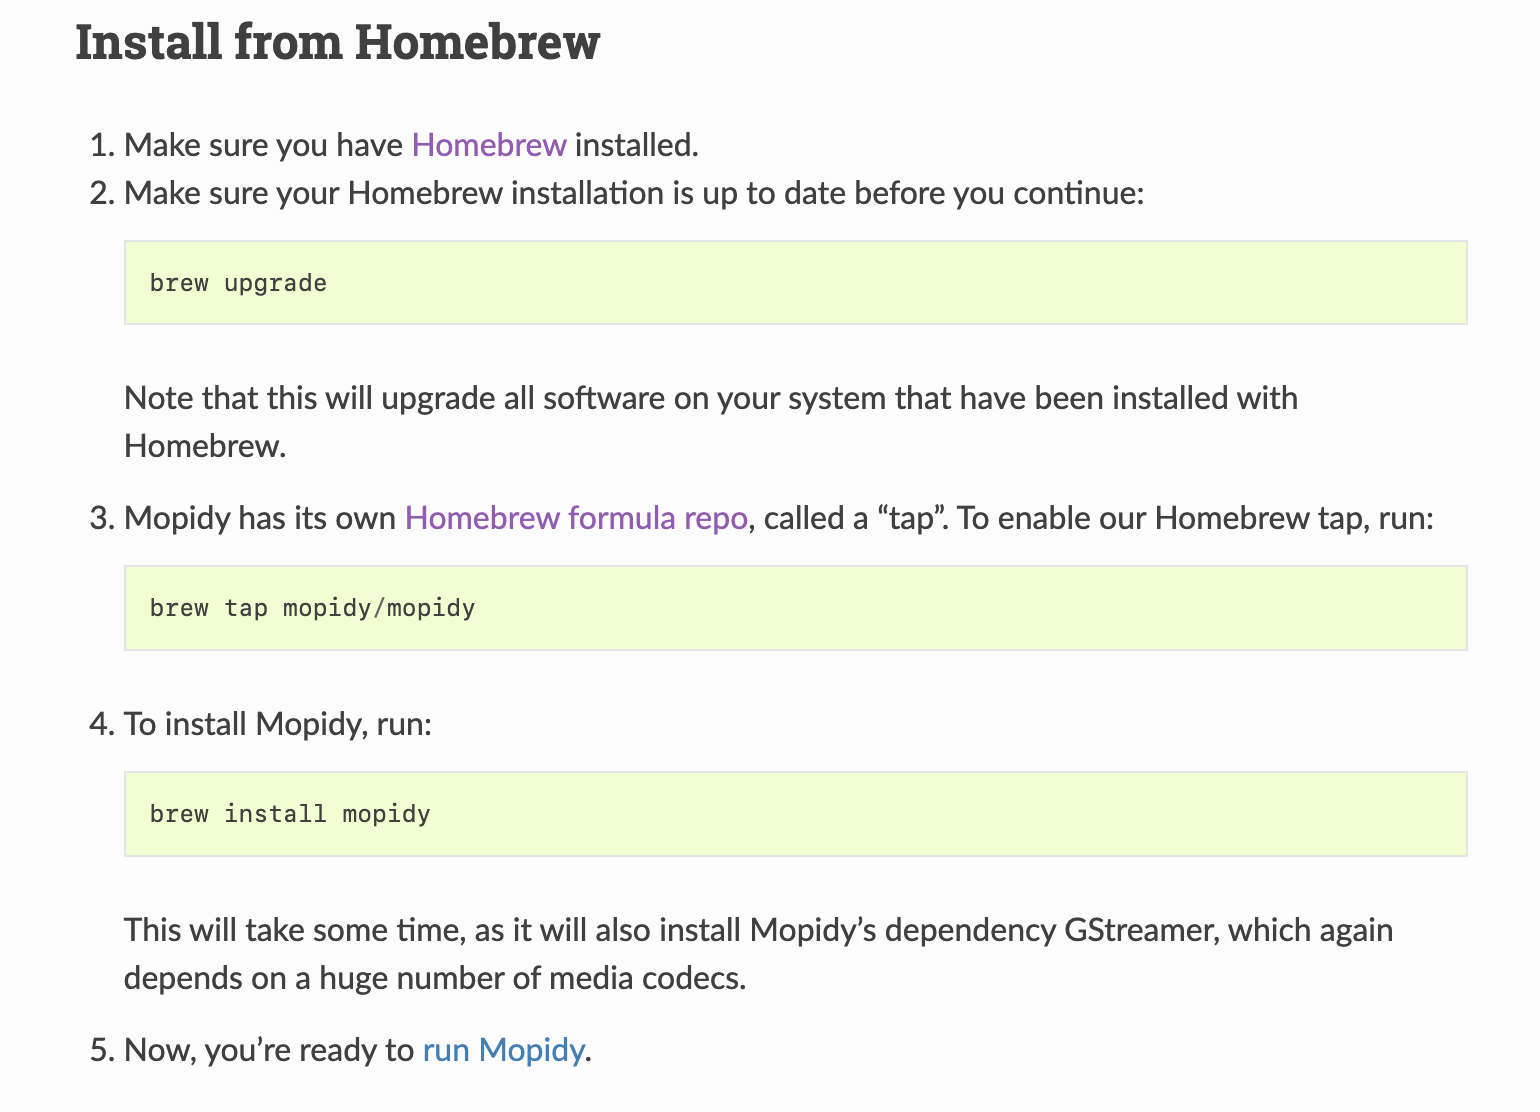 Install from Homebrew
1. Make sure you have Homebrew installed.
2. Make sure your Homebrew installation is up to date before you continue:
brew upgrade
Note that this will upgrade all software on your system that have been installed with
Homebrew.
3. Mopidy has its own Homebrew formula repo, called a “tap”. To enable our Homebrew tap, run:
brew tap mopidy/mopidy
4. To install Mopidy, run:
brew install mopidy
This will take some time, as it will also install Mopidy’s dependency GStreamer, which again
depends on a huge number of media codecs.
5. Now, you’re ready to run Mopidy.